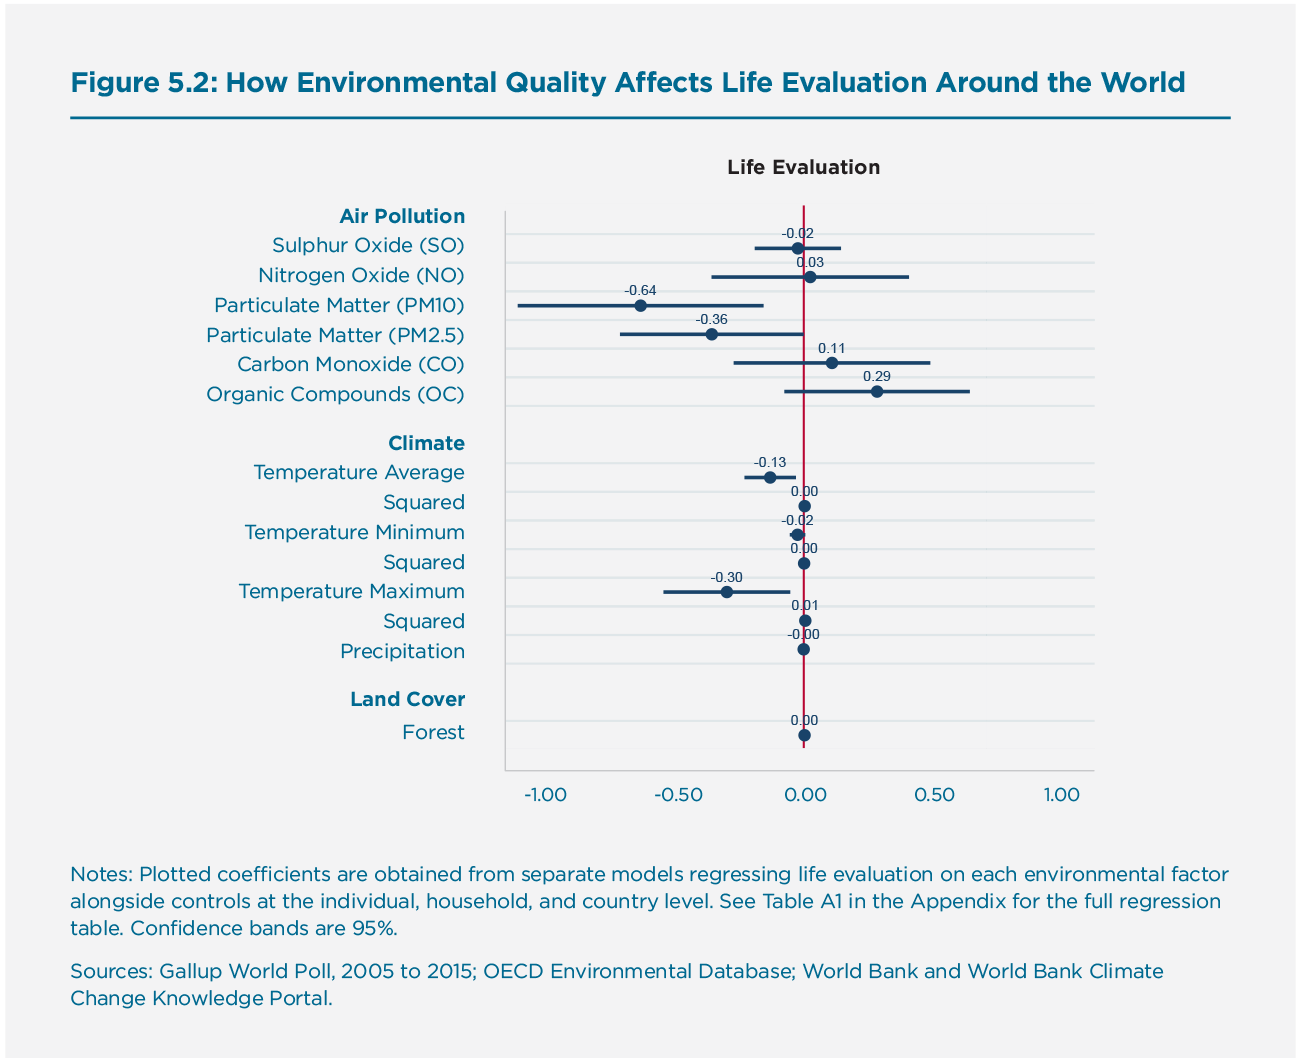 Figure 5.2: How Environmental Quality Affects Life Evaluation Around the World
Life Evaluation
Air Pollution
Sulphur Oxide (SO)
-0.02
Nitrogen Oxide (NO)
0.03
Particulate Matter (PM10)
-0.64
Particulate Matter (PM2.5)
-0.36
Carbon Monoxide (CO)
0.11
Organic Compounds (OC)
0.29
Climate
Temperature Average
-0.13
Squared
0.00
Temperature Minimum
-0.02
Squared
0.00
Temperature Maximum
-0.30
Squared
0.01
Precipitation
-0.00
Land Cover
Forest
0.00
-1.00 -0.50 0.00 0.50 1.00
Notes: Plotted coefficients are obtained from separate models regressing life evaluation on each environmental factor
alongside controls at the individual, household, and country level. See Table A1 in the Appendix for the full regression
table. Confidence bands are 95%.
Sources: Gallup World Poll, 2005 to 2015; OECD Environmental Database; World Bank and World Bank Climate
Change Knowledge Portal.